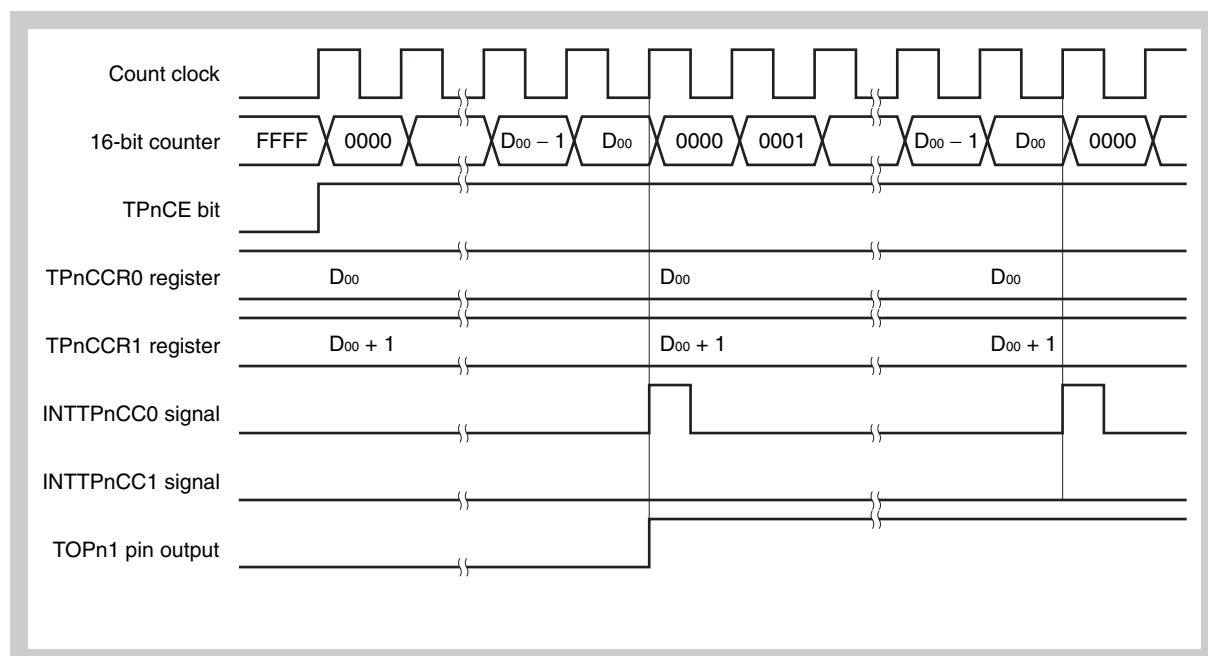 Count clock
16-bit counter FFFF 0000 D00 − 1 D00 0000 0001 D00 − 1 D00 0000
TPnCE bit
TPnCCR0 register D00 D00 D00
TPnCCR1 register D00 + 1 D00 + 1 D00 + 1
INTTPnCC0 signal
INTTPnCC1 signal
TOPn1 pin output